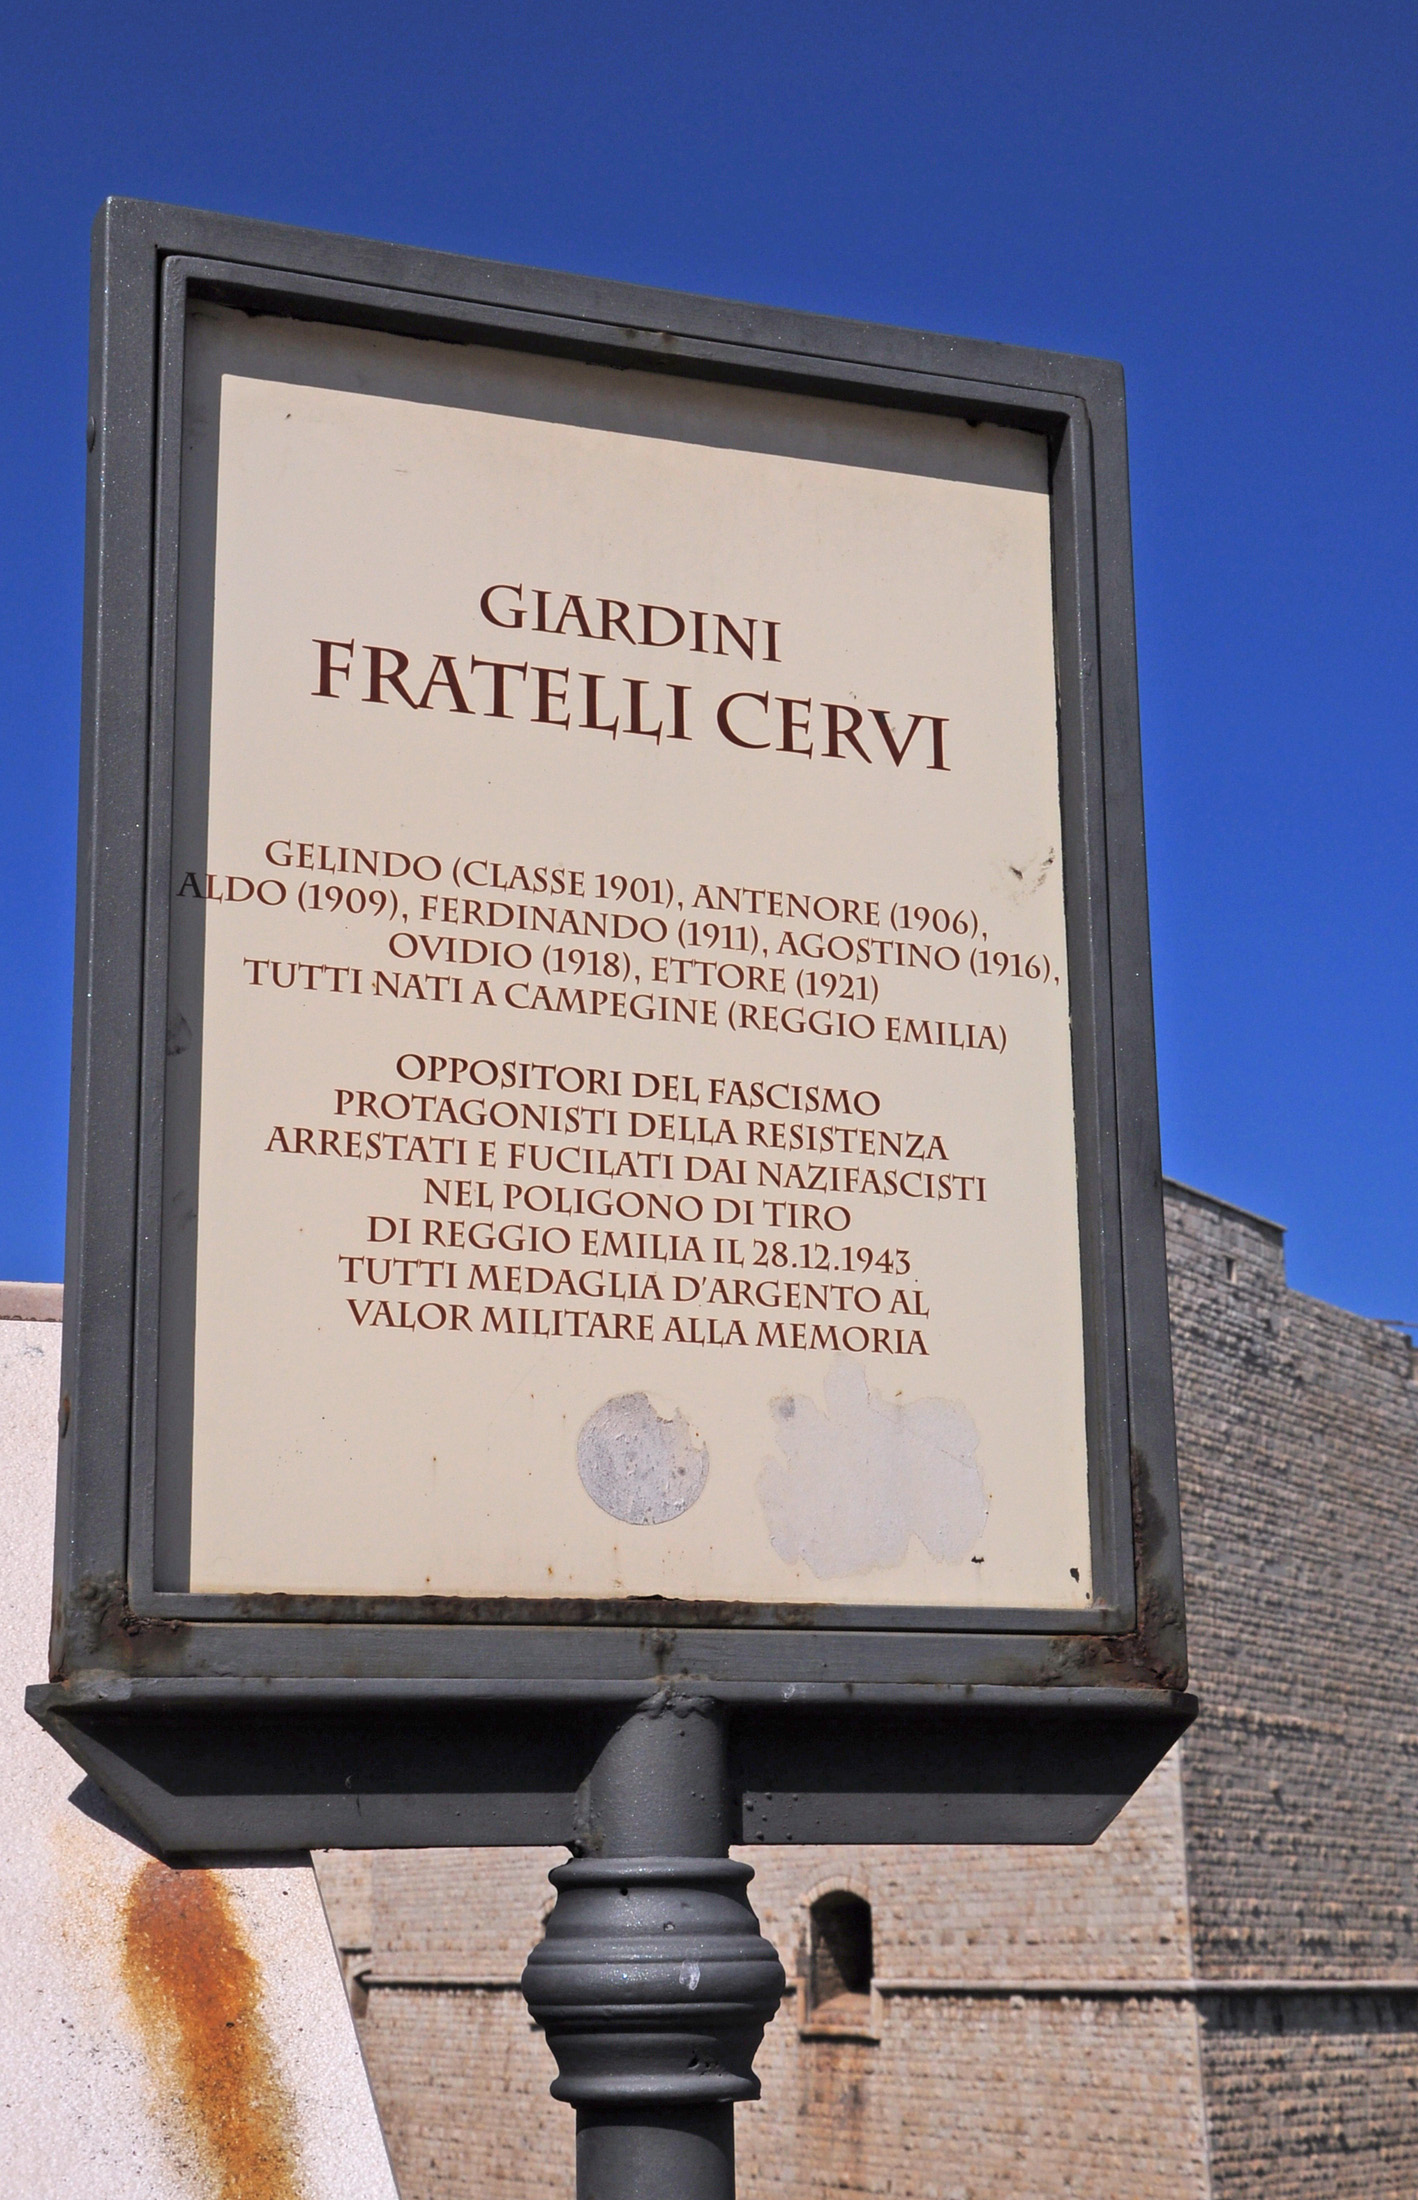 GIARDINI
FRATELLI CERVI
GELINDO (CLASSE 1901), ANTENORE (1906),
ALDO (1909), FERDINANDO (1911), AGOSTINO (1916),
OVIDIO (1918), ETTORE (1921)
TUTTI NATI A CAMPEGINE (REGGIO EMILIA)
OPPOSITORI DEL FASCISMO
PROTAGONISTI DELLA RESISTENZA
ARRESTATI E FUCILATI DAI NAZIFASCISTI
NEL POLIGONO DI TIRO
DI REGGIO EMILIA IL 28.12.1943
TUTTI MEDAGLIA D'ARGENTO AL
VALOR MILITARE ALLA MEMORIA